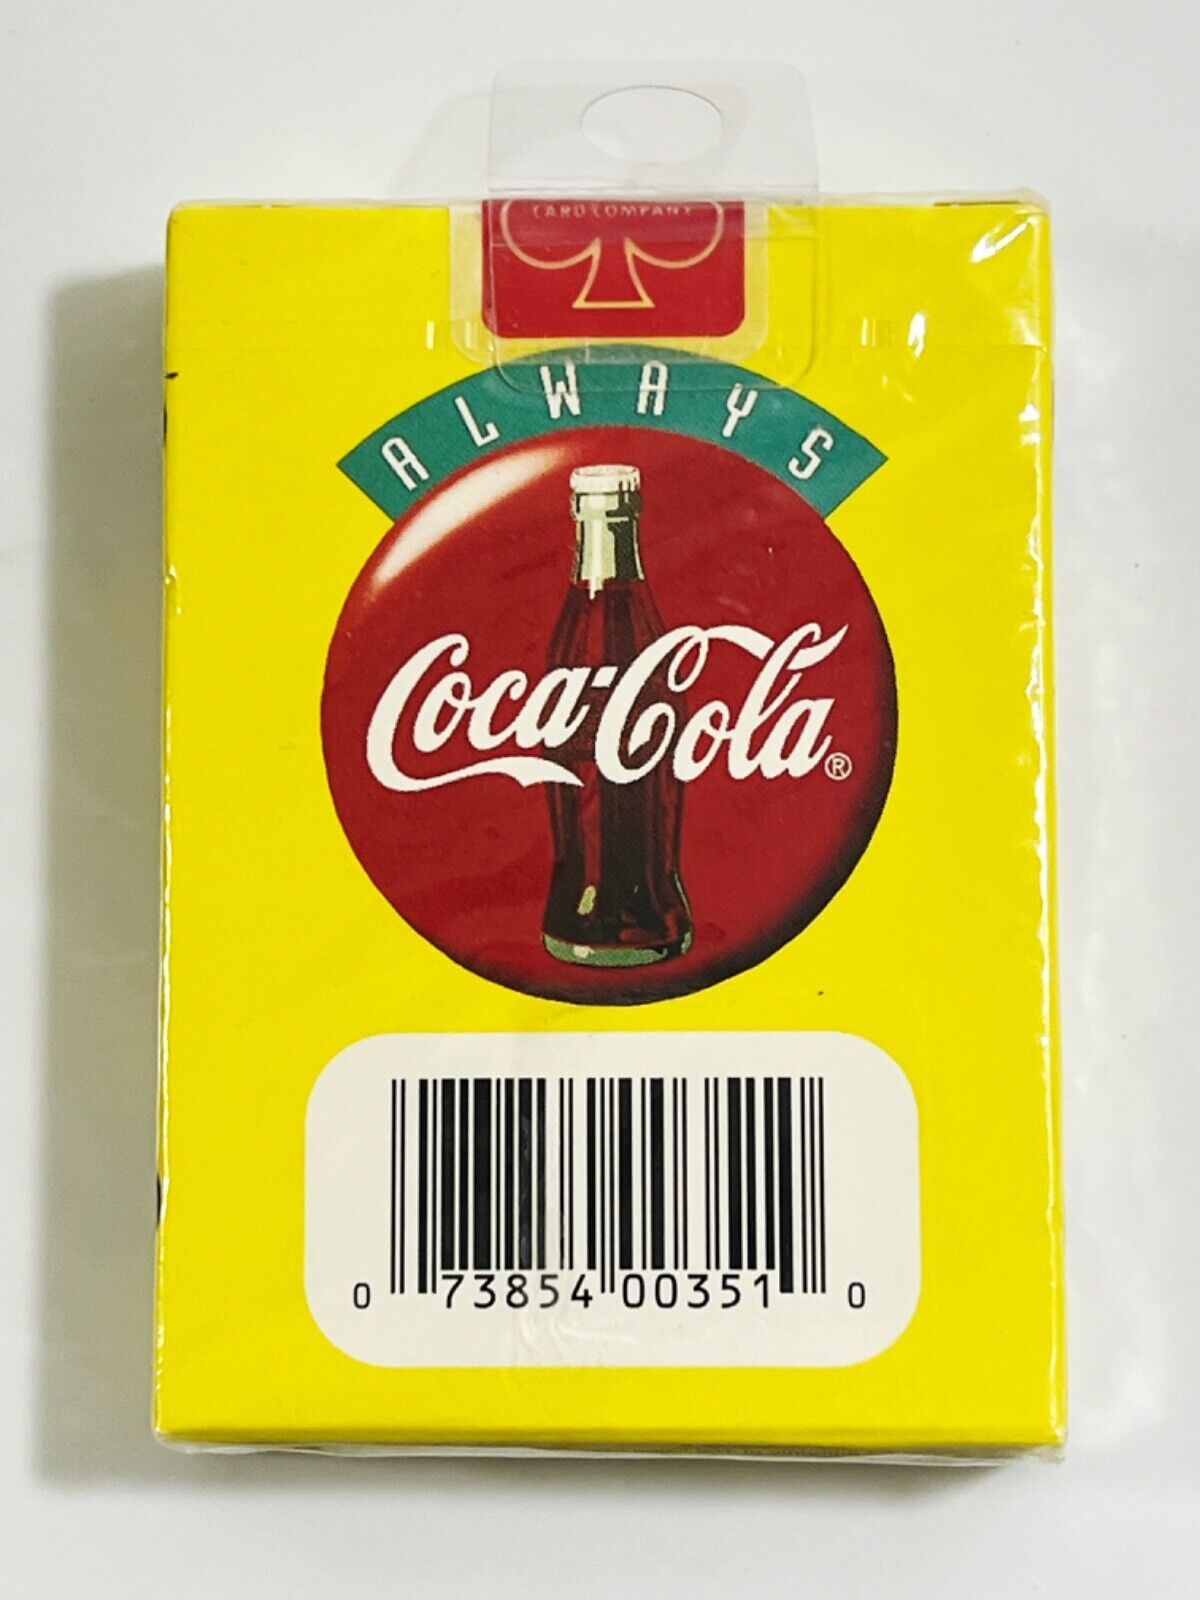 CARD COMPANY
ALWAYS
Coca-Cola®
0 73854 00351 0